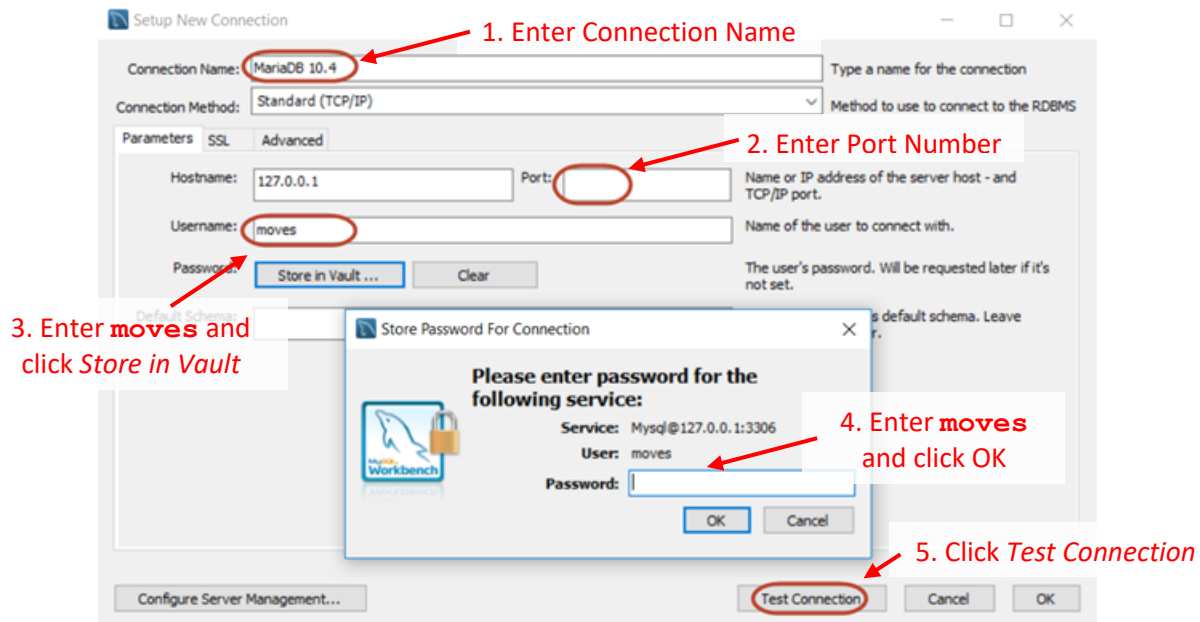 Setup New Connection
1. Enter Connection Name
Connection Name: MariaDB 10.4
Type a name for the connection
Connection Method: Standard (TCP/IP)
Method to use to connect to the RDBMS
Parameters SSL Advanced
2. Enter Port Number
Hostname: 127.0.0.1 Port:
Name or IP address of the server host - and
TCP/IP port.
Username: moves
Name of the user to connect with.
Password: Store in Vault ... Clear
The user's password. Will be requested later if it's
not set.
3. Enter moves and
click Store in Vault
Default Schema:
s default schema. Leave
r.
Store Password For Connection
Please enter password for the
following service:
Service: Mysql@127.0.0.1:3306
User: moves
Password:
MySQL
Workbench
4. Enter moves
and click OK
OK Cancel
5. Click Test Connection
Configure Server Management... Test Connection Cancel OK